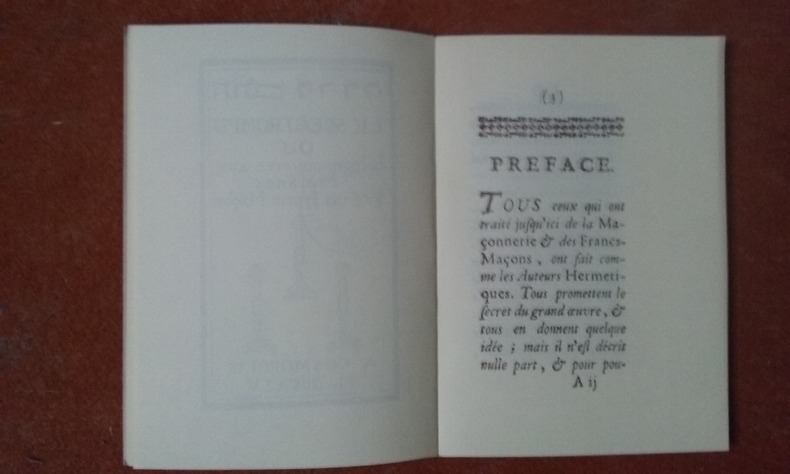 (3)
PREFACE.
Tous ceux qui ont
traité juſqu'ici de la Ma-
çonnerie & des Francs-
Maçons, ont fait com-
me les Auteurs Hermeti-
ques. Tous promettent le
ſecret du grand œuvre, &
tous en donnent quelque
idée ; mais il n'eſt décrit
nulle part, & pour pou-
A ij